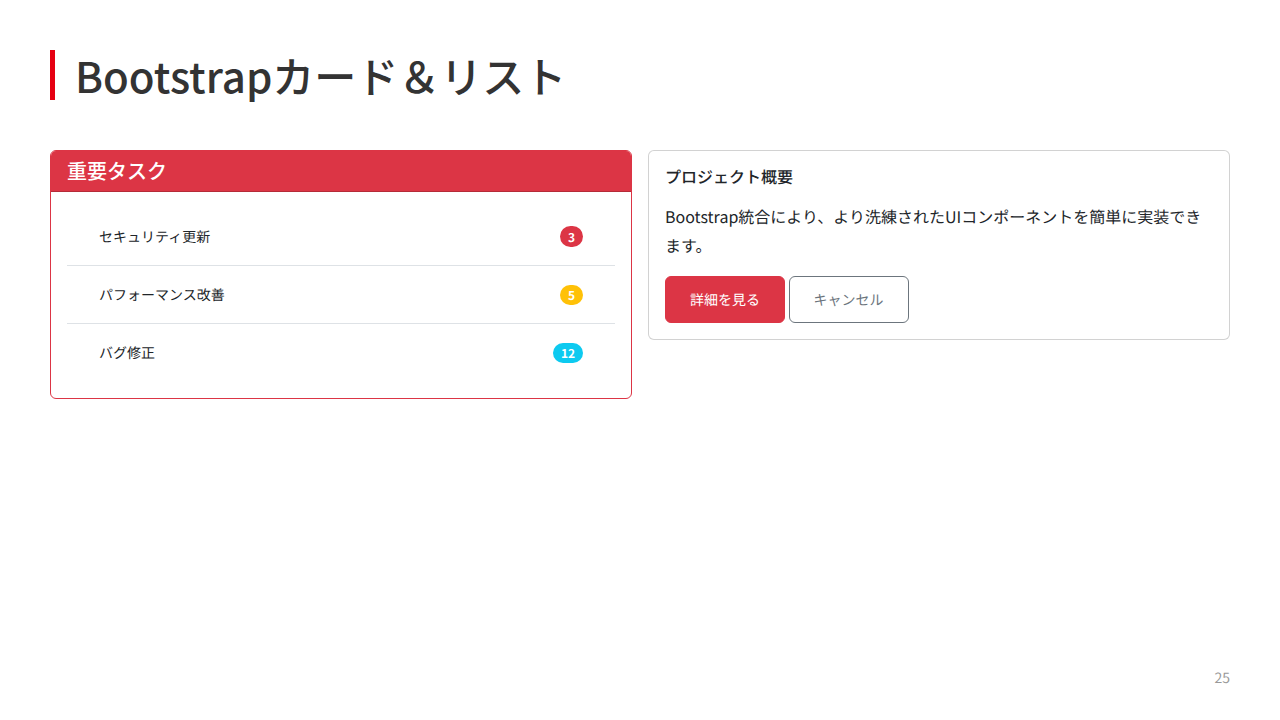 Bootstrapカード＆リスト
重要タスク
セキュリティ更新 3
パフォーマンス改善 5
バグ修正 12
プロジェクト概要
Bootstrap統合により、より洗練されたUIコンポーネントを簡単に実装でき
ます。
詳細を見る キャンセル
25